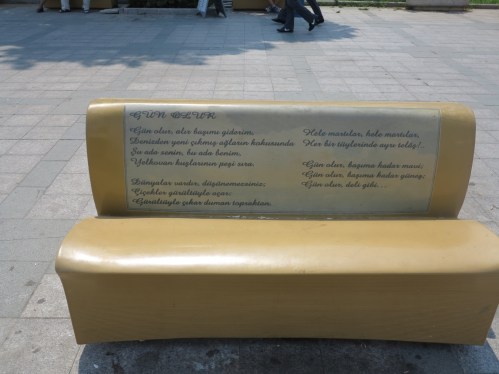 GÜN OLUR
Gün olur, alır başımı giderim,
Denizden yeni çıkmış ağların kokusunda.
Şu ada senin, bu ada benim,
Yelkovan kuşlarının peşi sıra.
Dünyalar vardır, düşünemezsiniz;
Çiçekler gürültüyle açar;
Gürültüyle çıkar duman topraktan.
Hele martılar, hele martılar,
Her bir tüylerinde ayrı telâş!..
Gün olur, başıma kadar mavi;
Gün olur, başıma kadar güneş;
Gün olur, deli gibi...